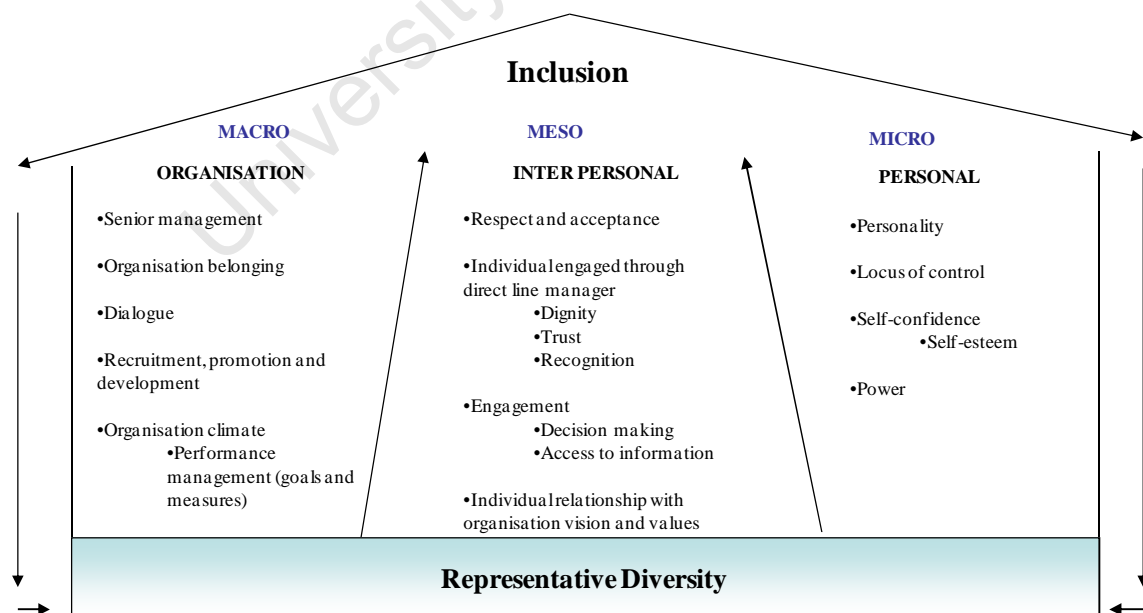 University
Inclusion
MACRO
ORGANISATION
•Senior management
•Organisation belonging
•Dialogue
•Recruitment, promotion and
development
•Organisation climate
•Performance
management (goals and
measures)
MESO
INTER PERSONAL
•Respect and acceptance
•Individual engaged through
direct line manager
•Dignity
•Trust
•Recognition
•Engagement
•Decision making
•Access to information
•Individual relationship with
organisation vision and values
MICRO
PERSONAL
•Personality
•Locus of control
•Self-confidence
•Self-esteem
•Power
Representative Diversity